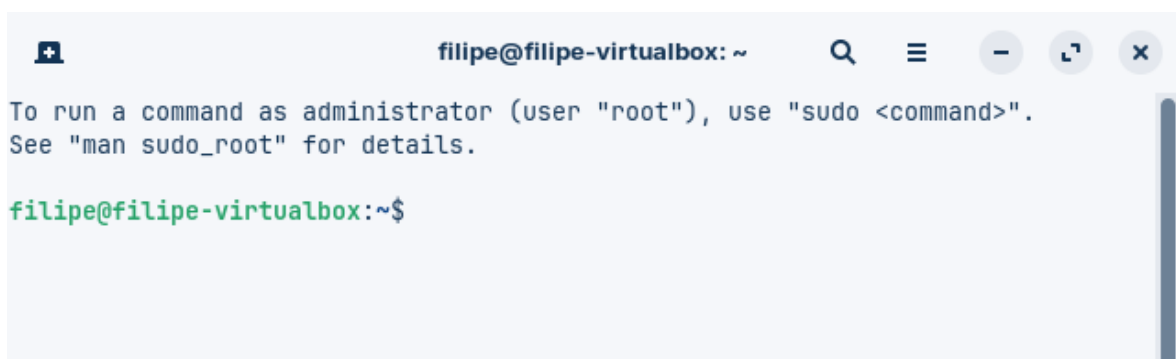 filipe@filipe-virtualbox: ~
To run a command as administrator (user "root"), use "sudo <command>".
See "man sudo_root" for details.
filipe@filipe-virtualbox:~$